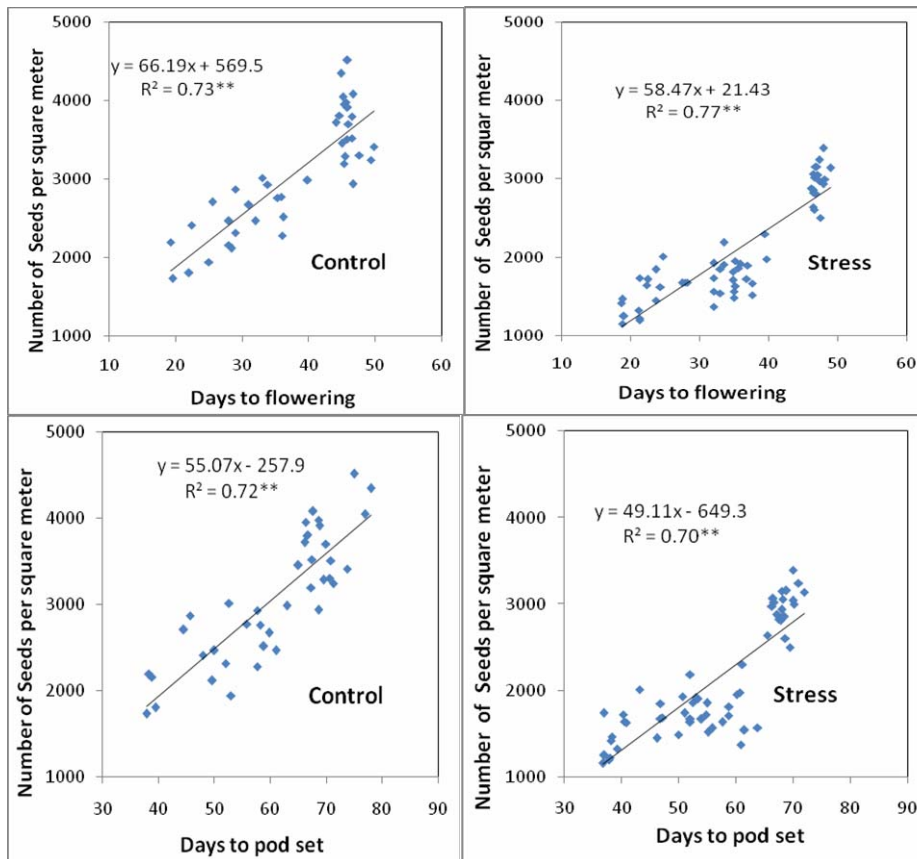 Number of Seeds per square meter
5000
4000
3000
2000
1000
y = 66.19x + 569.5
R² = 0.73**
Control
10 20 30 40 50 60
Days to flowering
Number of Seeds per squar meter
5000
4000
3000
2000
1000
y = 58.47x + 21.43
R² = 0.77**
Stress
10 20 30 40 50 60
Days to flowering
Number of Seeds per square meter
5000
4000
3000
2000
1000
y = 55.07x - 257.9
R² = 0.72**
Control
30 40 50 60 70 80 90
Days to pod set
Number of Seeds per square meter
5000
4000
3000
2000
1000
y = 49.11x - 649.3
R² = 0.70**
Stress
30 40 50 60 70 80 90
Days to pod set